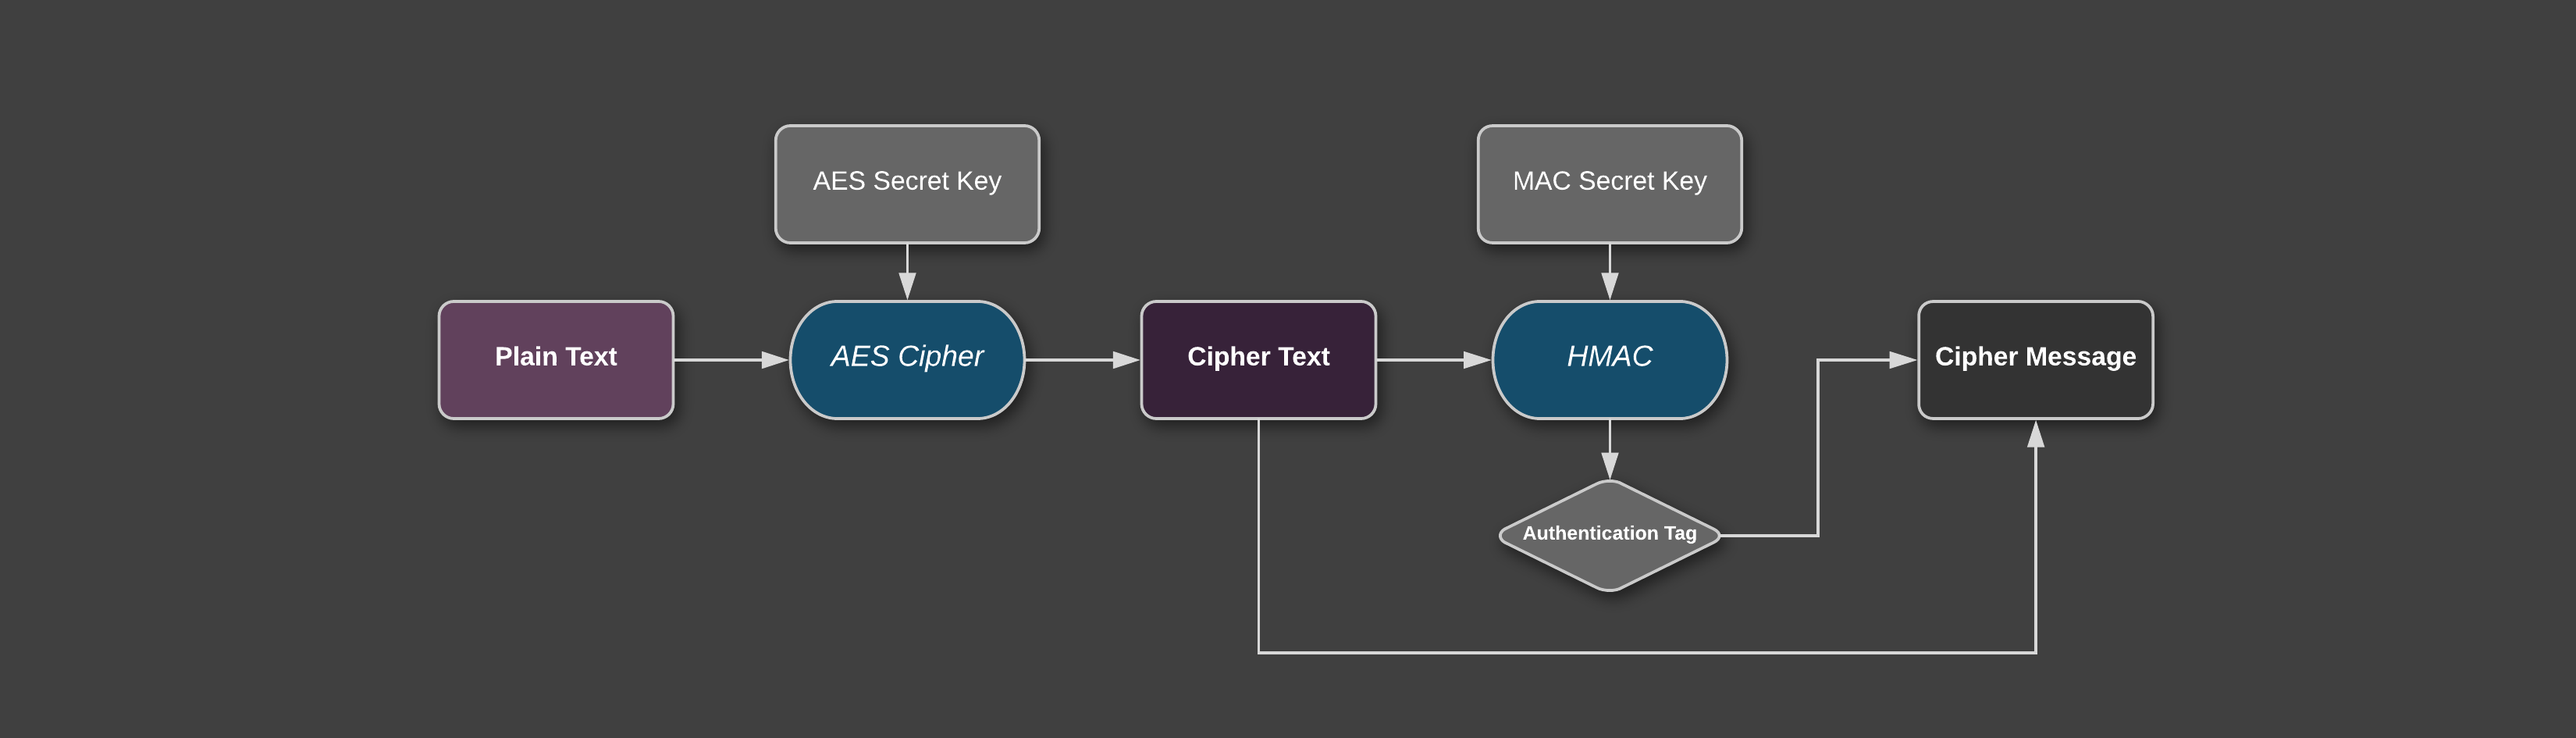 AES Secret Key
MAC Secret Key
Plain Text
AES Cipher
Cipher Text
HMAC
Cipher Message
Authentication Tag